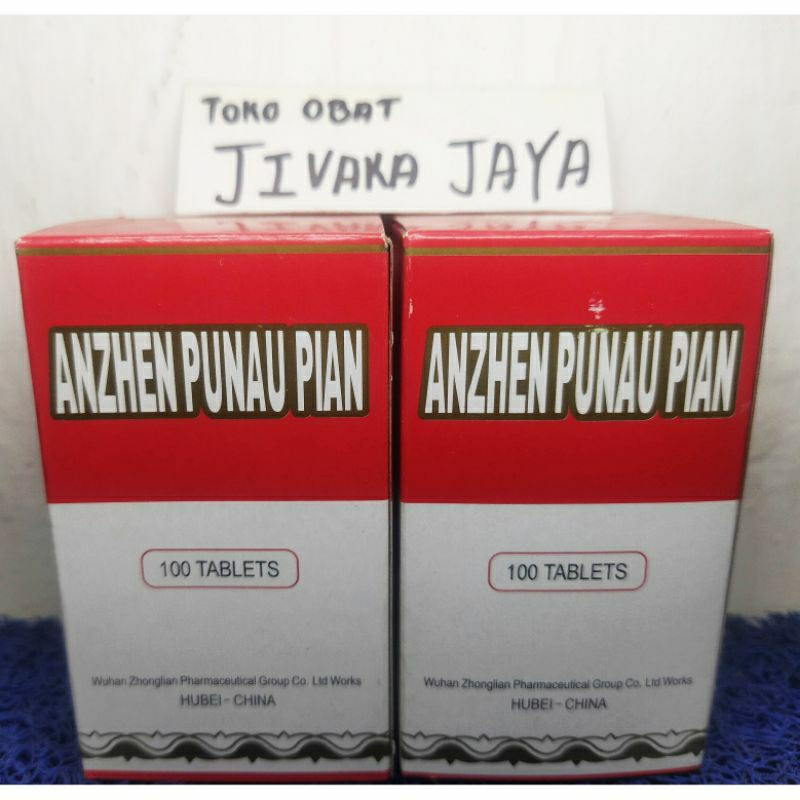 TOKO OBAT
JIVAKA JAYA
ANZHEN PUNAU PIAN
100 TABLETS
Wuhan Zhonglian Pharmaceutical Group Co. Ltd Works
HUBEI - CHINA
ANZHEN PUNAU PIAN
100 TABLETS
Wuhan Zhonglian Pharmaceutical Group Co. Ltd Works
HUBEI - CHINA